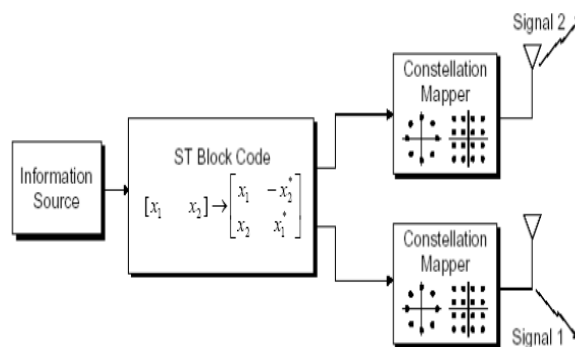 Signal 2
Constellation
Mapper
ST Block Code
Information
Source
[x₁ x₂]→[x₁ -x₂*
x₂ x₁*]
Constellation
Mapper
Signal 1